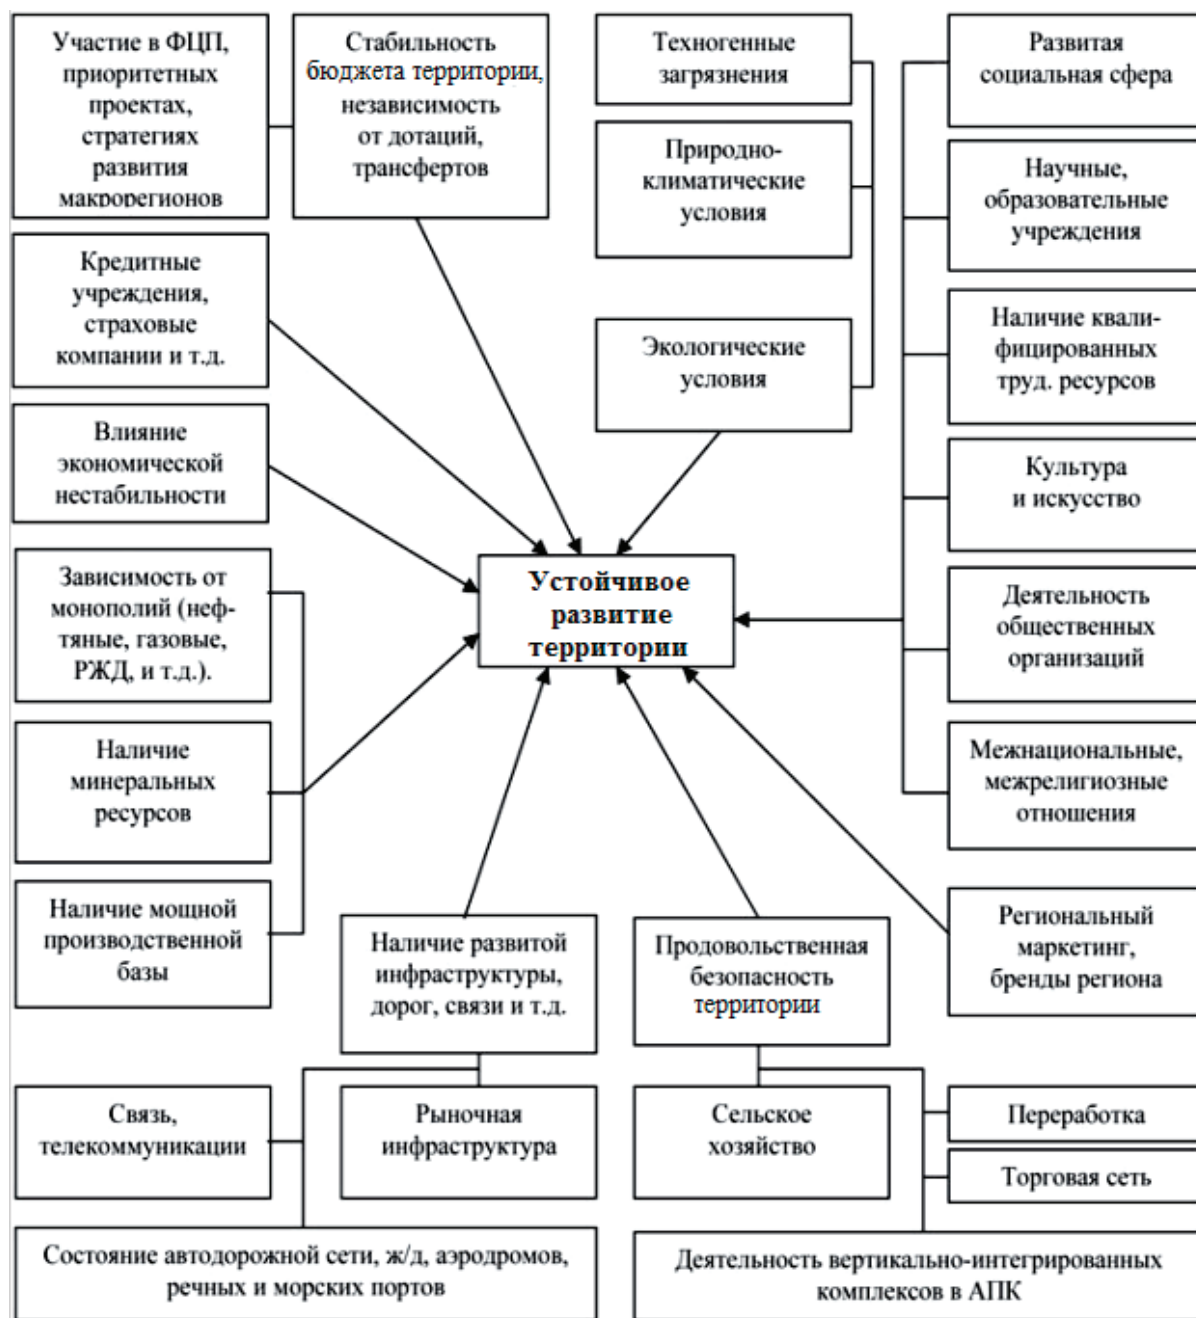 Участие в ФЦП,
приоритетных
проектах,
стратегиях
развития
макрорегионов
Стабильность
бюджета территории,
независимость
от дотаций,
трансфертов
Техногенные
загрязнения
Развитая
социальная сфера
Природно-
климатические
условия
Научные,
образовательные
учреждения
Кредитные
учреждения,
страховые
компании и т.д.
Экологические
условия
Наличие квали-
фицированных
труд. ресурсов
Влияние
экономической
нестабильности
Культура
и искусство
Зависимость от
монополий (неф-
тяные, газовые,
РЖД, и т.д.).
Устойчивое
развитие
территории
Деятельность
общественных
организаций
Наличие
минеральных
ресурсов
Межнациональные,
межрелигиозные
отношения
Наличие мощной
производственной
базы
Наличие развитой
инфраструктуры,
дорог, связи и т.д.
Продовольственная
безопасность
территории
Региональный
маркетинг,
бренды региона
Связь,
телекоммуникации
Рыночная
инфраструктура
Сельское
хозяйство
Переработка
Торговая сеть
Состояние автодорожной сети, ж/д, аэродромов,
речных и морских портов
Деятельность вертикально-интегрированных
комплексов в АПК